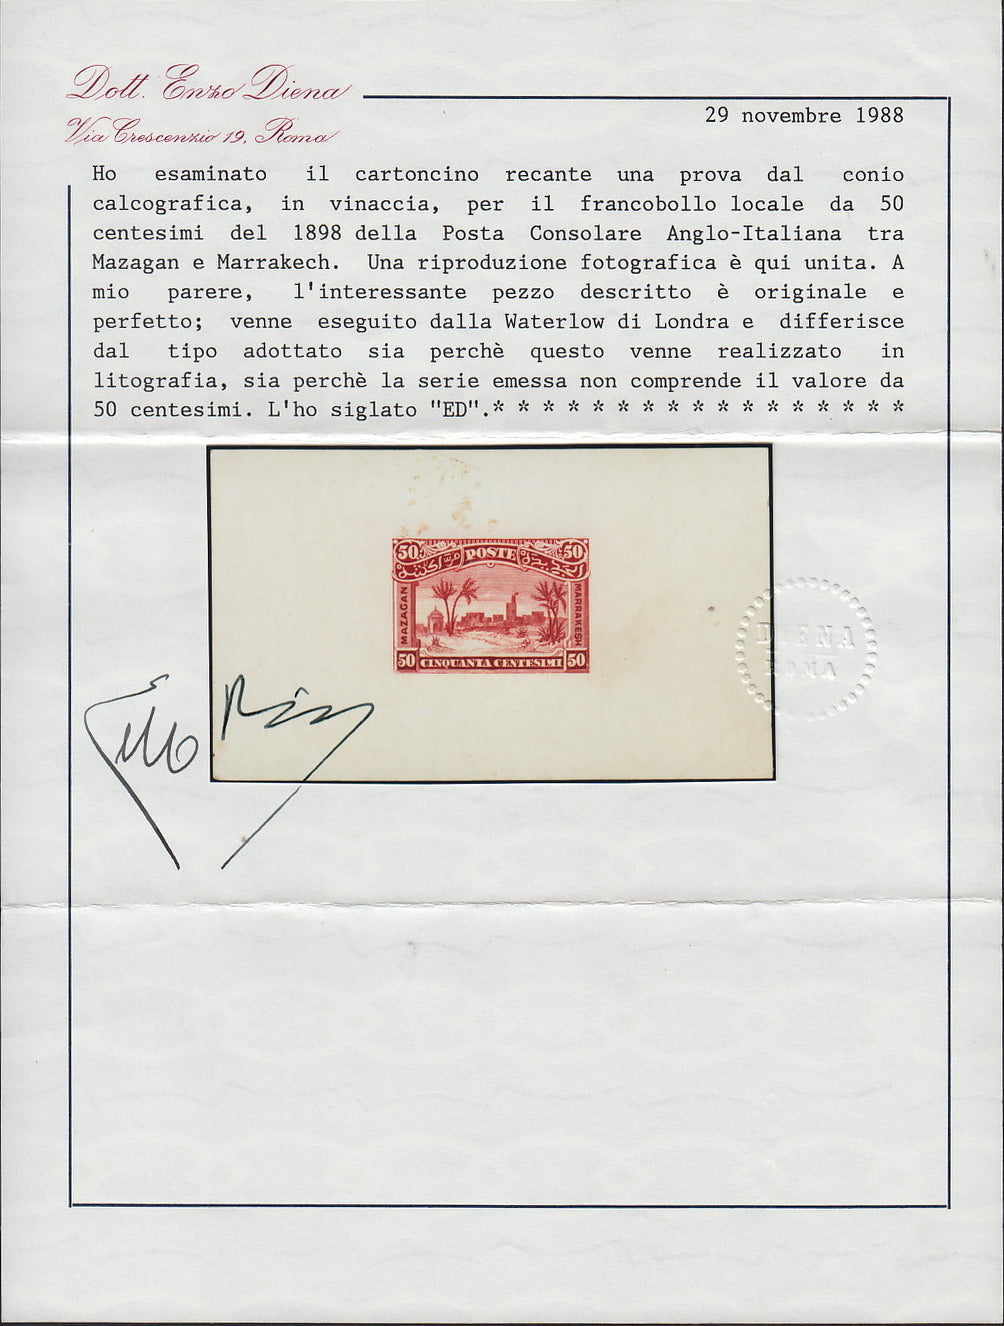 Dott. Enzo Diena
Via Crescenzio 19, Roma
29 novembre 1988
Ho esaminato il cartoncino recante una prova dal conio
calcografica, in vinaccia, per il francobollo locale da 50
centesimi del 1898 della Posta Consolare Anglo-Italiana tra
Mazagan e Marrakech. Una riproduzione fotografica è qui unita. A
mio parere, l'interessante pezzo descritto è originale e
perfetto; venne eseguito dalla Waterlow di Londra e differisce
dal tipo adottato sia perchè questo venne realizzato in
litografia, sia perchè la serie emessa non comprende il valore da
50 centesimi. L'ho siglato "ED".* * * * * * * * * * * * * * * * *
50 POSTE 50
MAZAGAN
MARRAKESH
50 CINQUANTA CENTESIMI 50
DIENA
ROMA